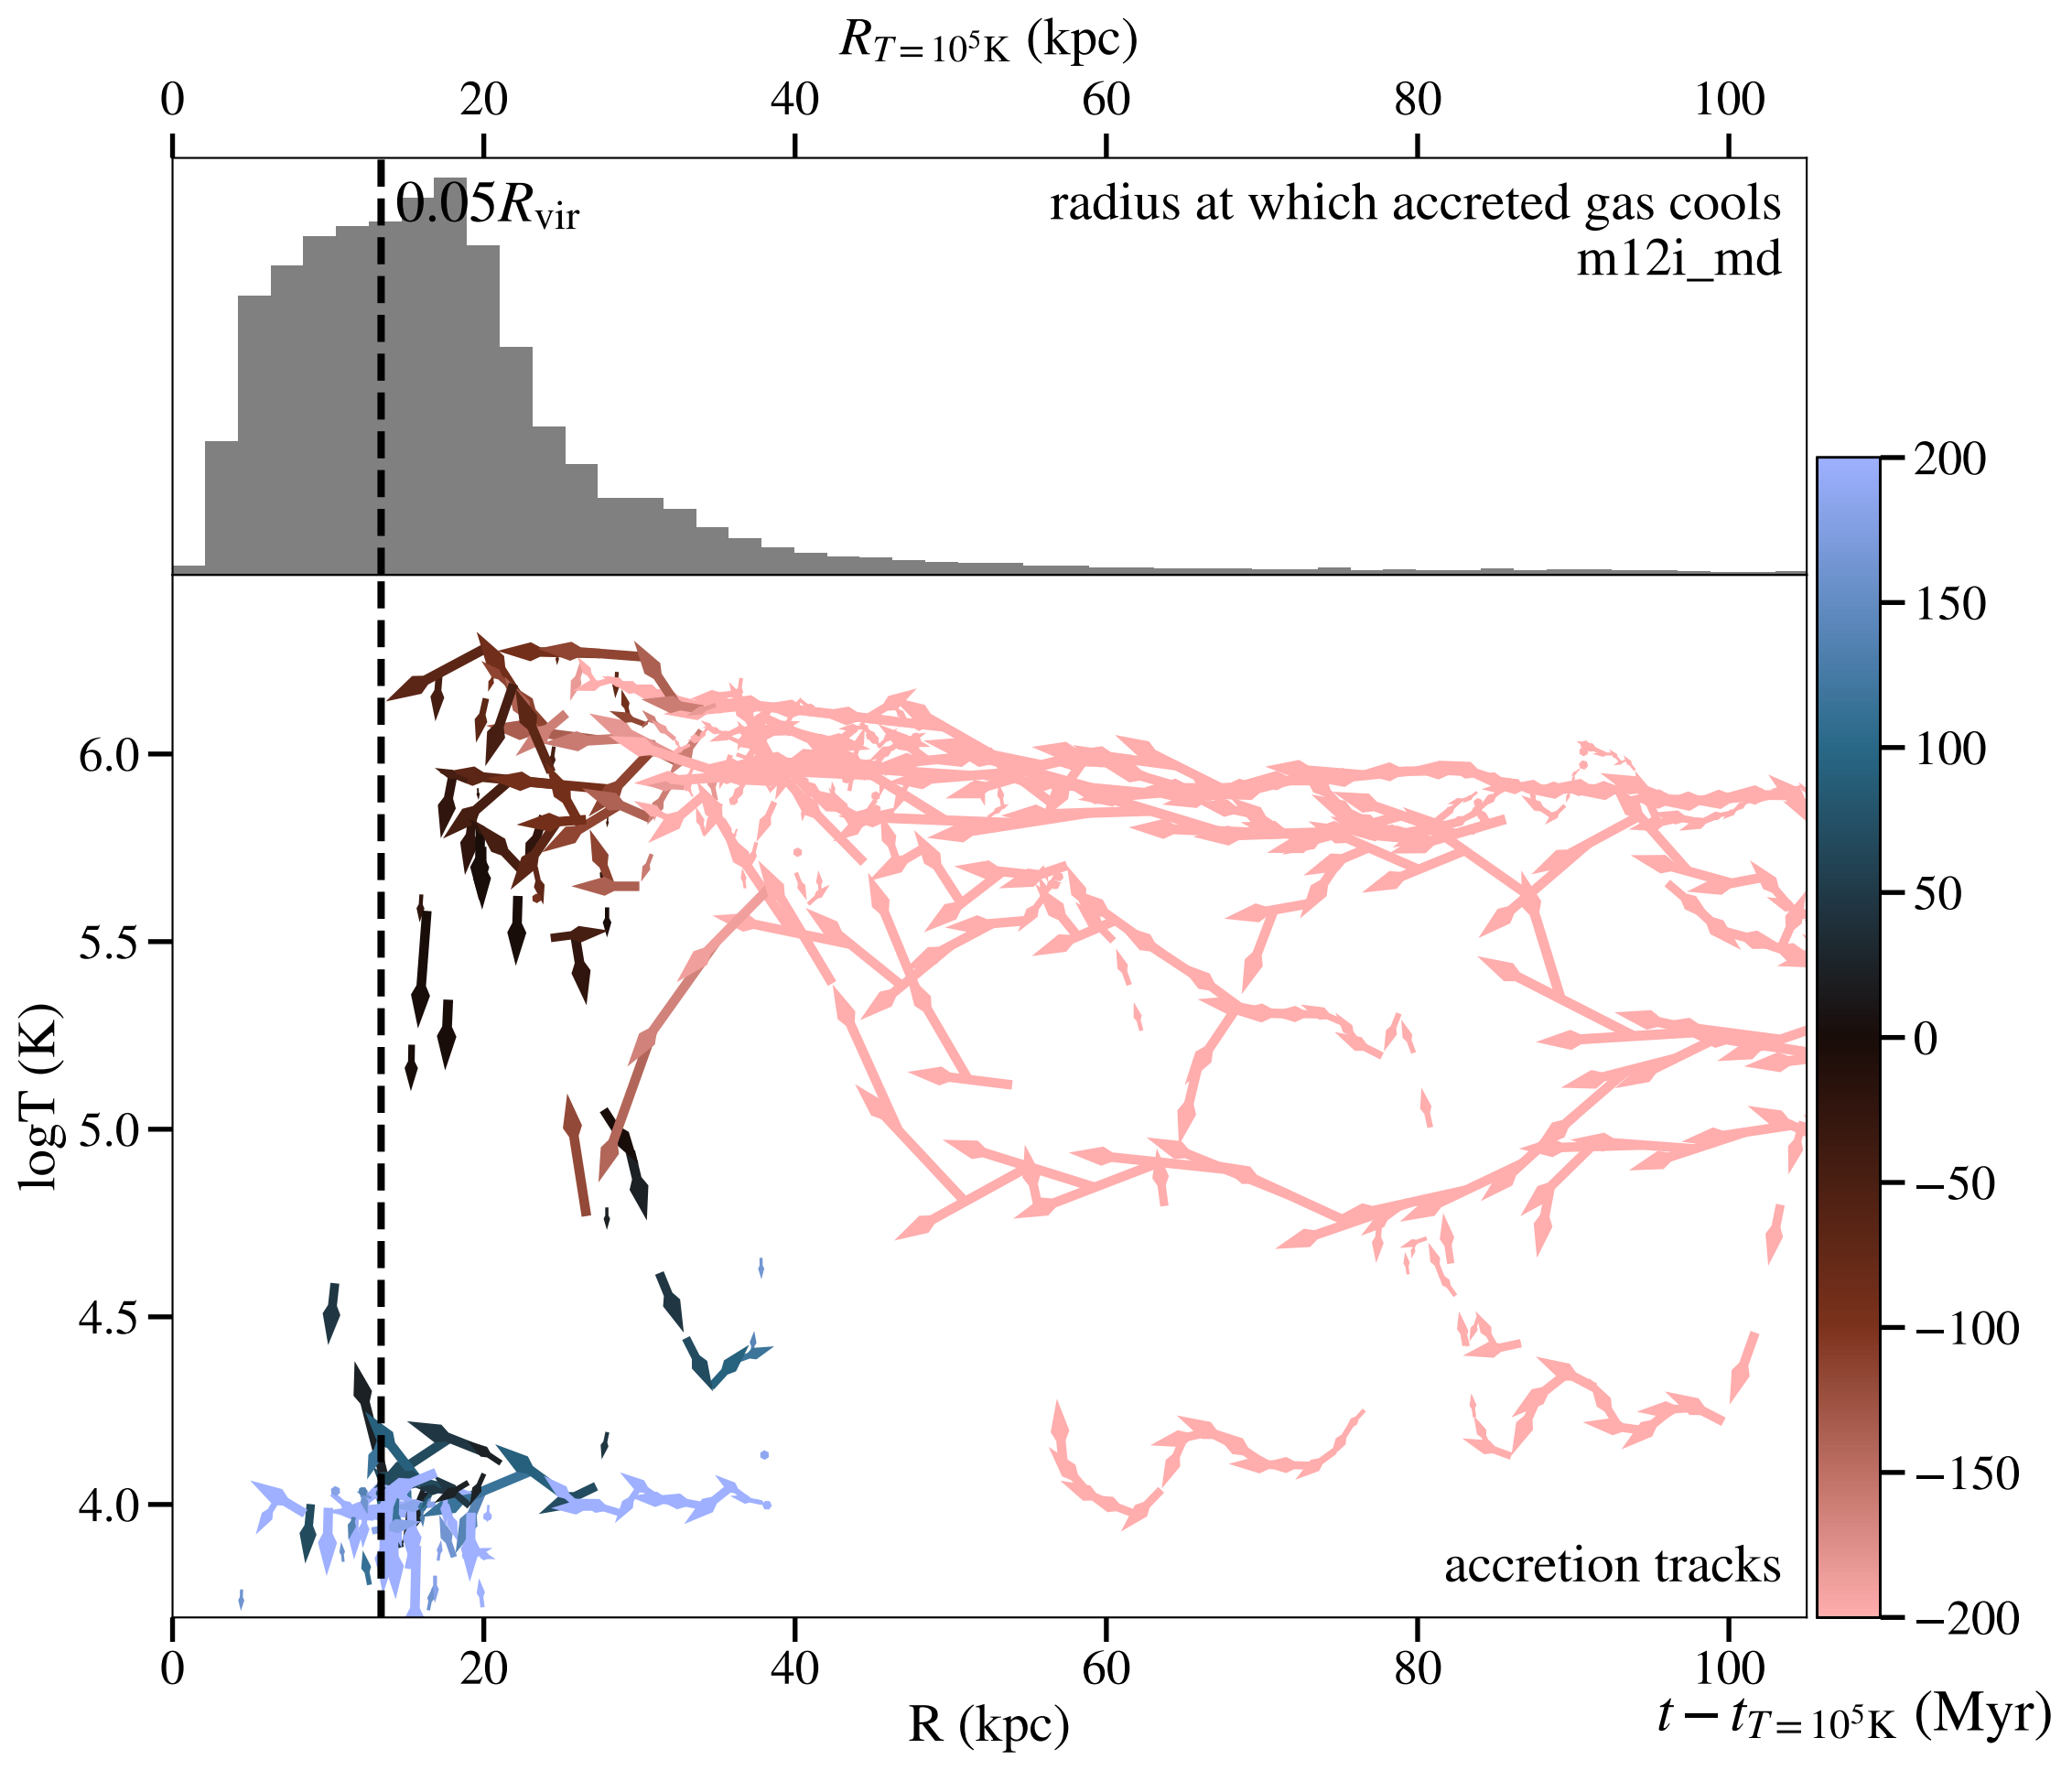 R_{T=10^5K} (kpc)
0 20 40 60 80 100
0.05R_{vir}
radius at which accreted gas cools
m12i_md
200
150
100
50
0
−50
−100
−150
−200
logT (K)
6.0
5.5
5.0
4.5
4.0
accretion tracks
0 20 40 60 80 100
R (kpc)
t − t_{T=10^5K} (Myr)